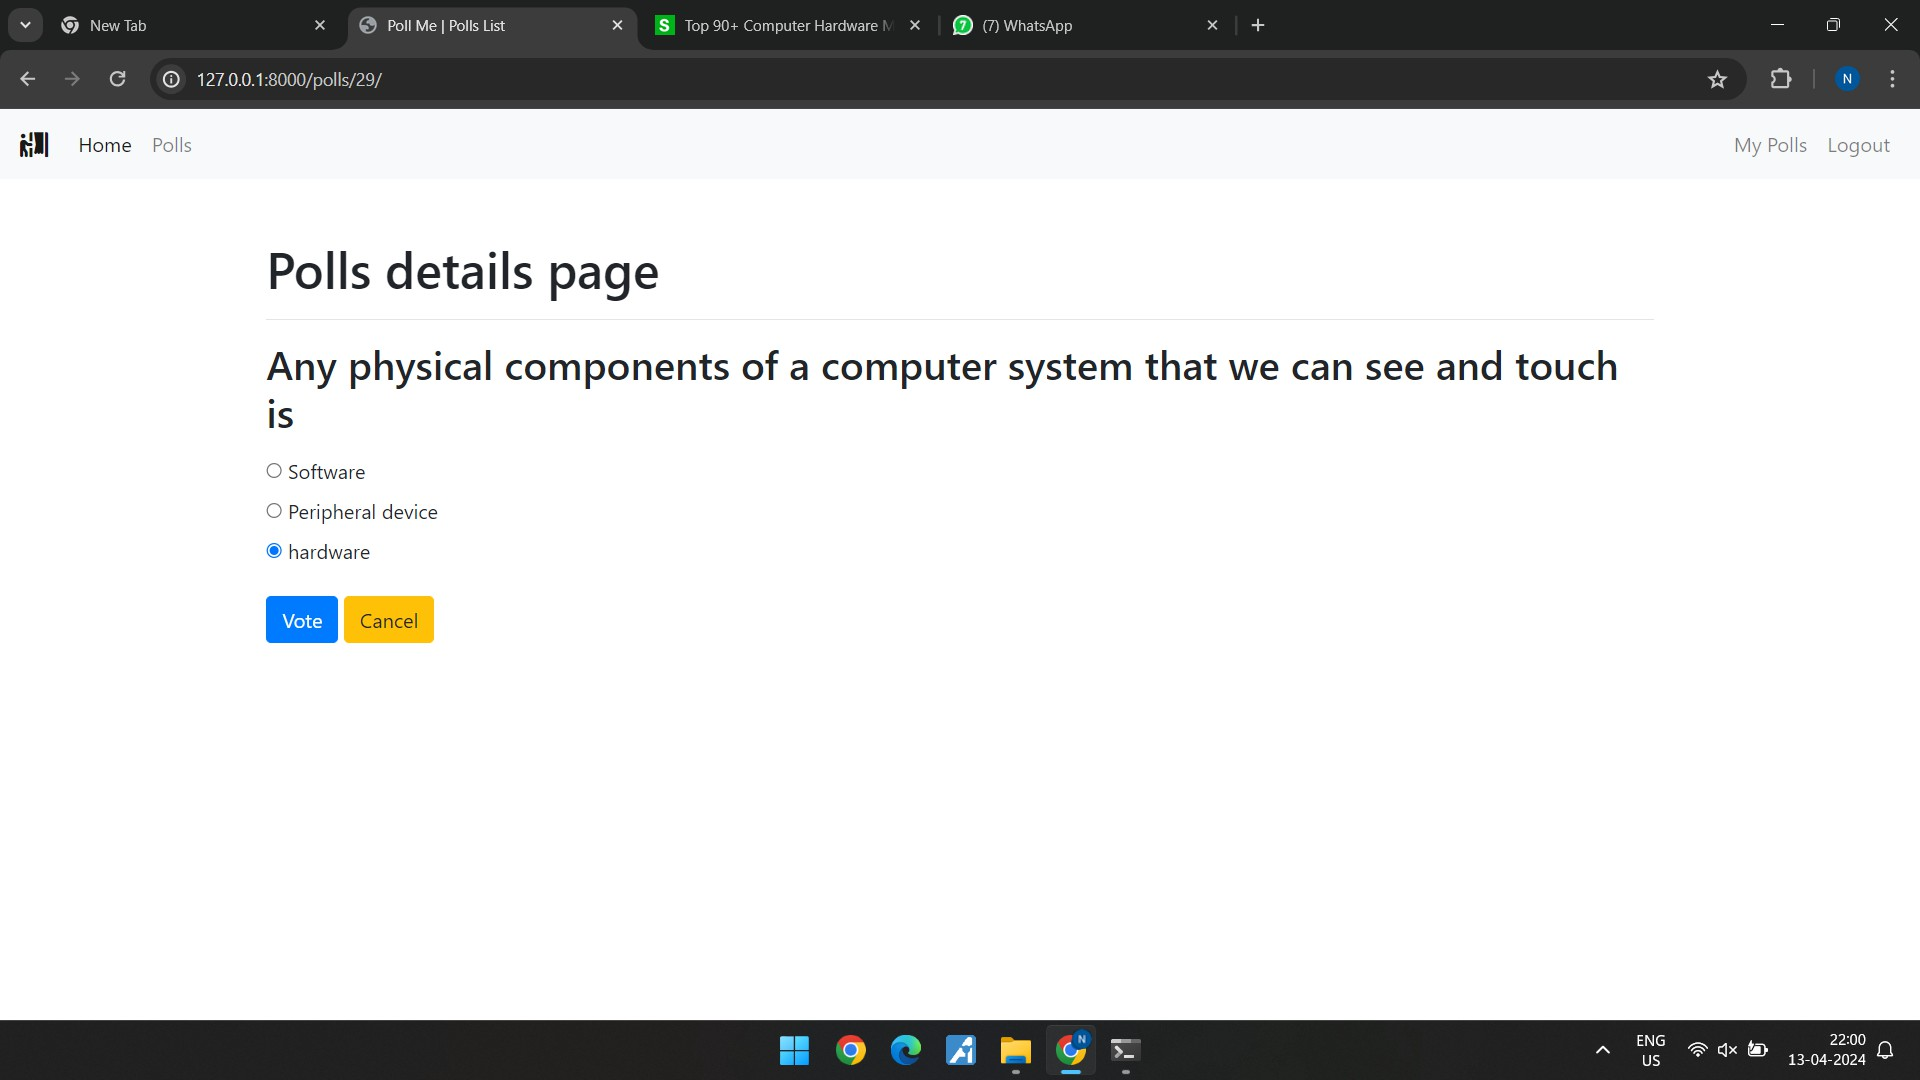 New Tab
Poll Me | Polls List
Top 90+ Computer Hardware M
(7) WhatsApp
127.0.0.1:8000/polls/29/
N
Home Polls My Polls Logout
Polls details page
Any physical components of a computer system that we can see and touch
is
Software
Peripheral device
hardware
Vote Cancel
ENG
US
22:00
13-04-2024